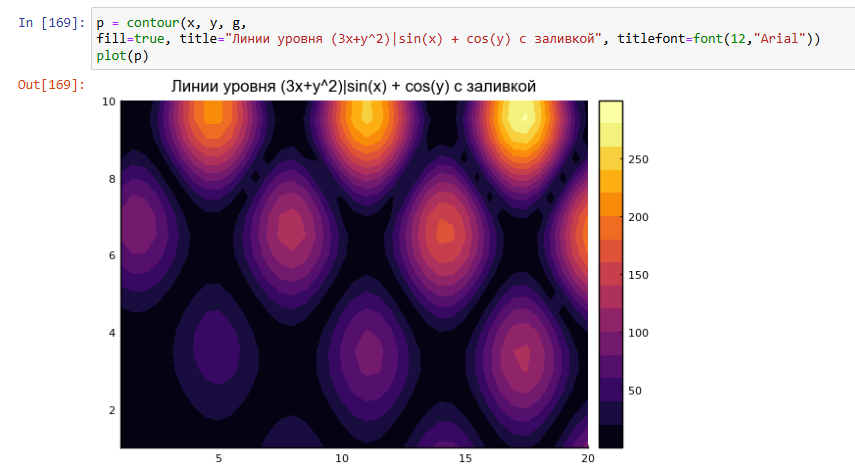 In [169]: p = contour(x, y, g,
fill=true, title="Линии уровня (3x+y^2)|sin(x) + cos(y) с заливкой", titlefont=font(12,"Arial"))
plot(p)
Out[169]:
Линии уровня (3x+y^2)|sin(x) + cos(y) с заливкой
10
8
6
4
2
5 10 15 20
250
200
150
100
50